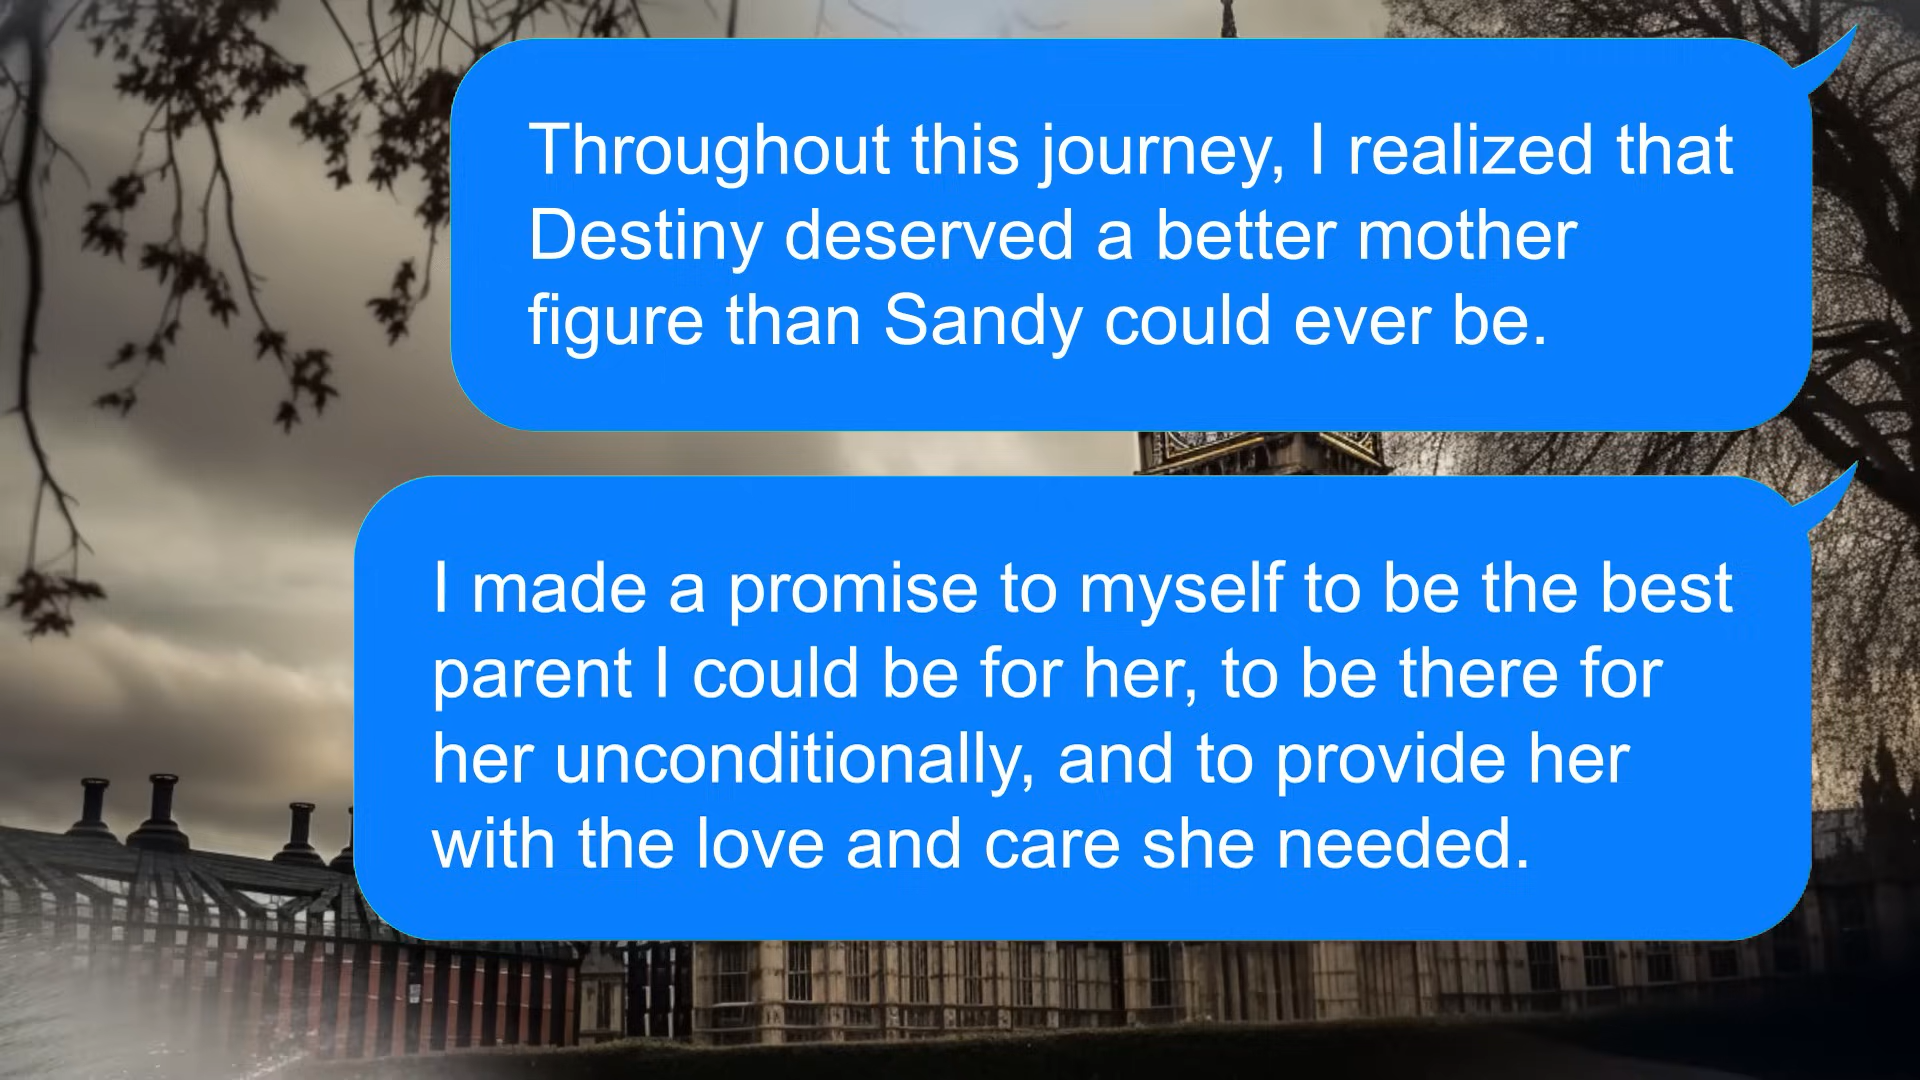 Throughout this journey, I realized that
Destiny deserved a better mother
figure than Sandy could ever be.
I made a promise to myself to be the best
parent I could be for her, to be there for
her unconditionally, and to provide her
with the love and care she needed.